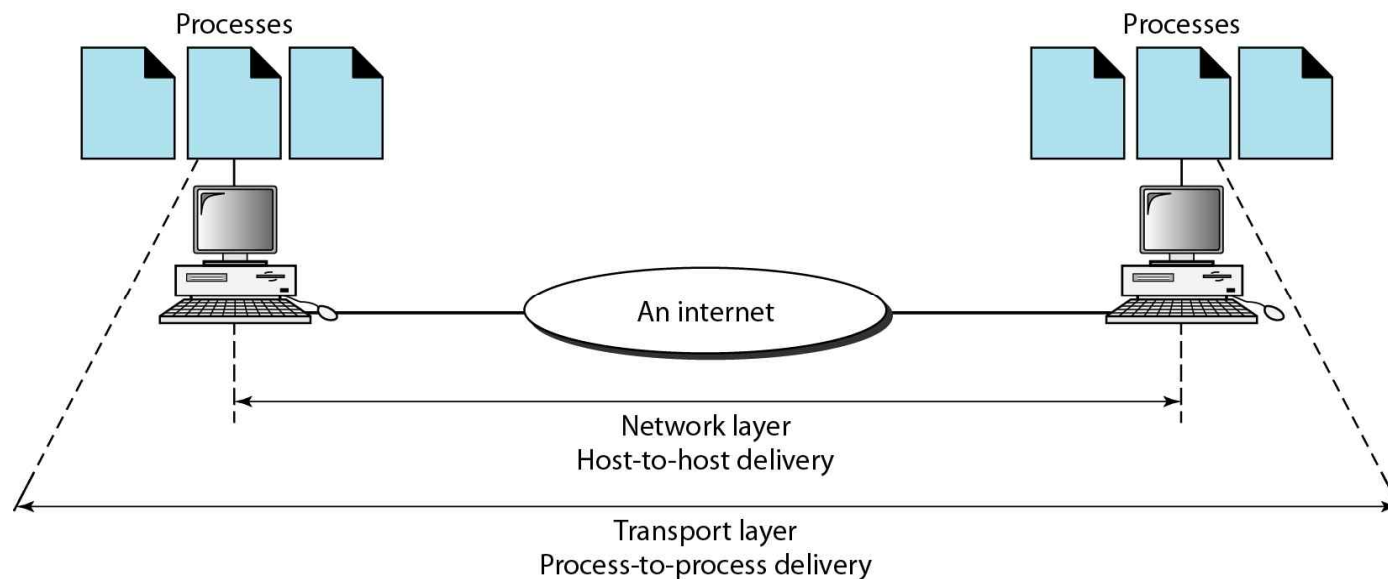 Processes
Processes
An internet
Network layer
Host-to-host delivery
Transport layer
Process-to-process delivery